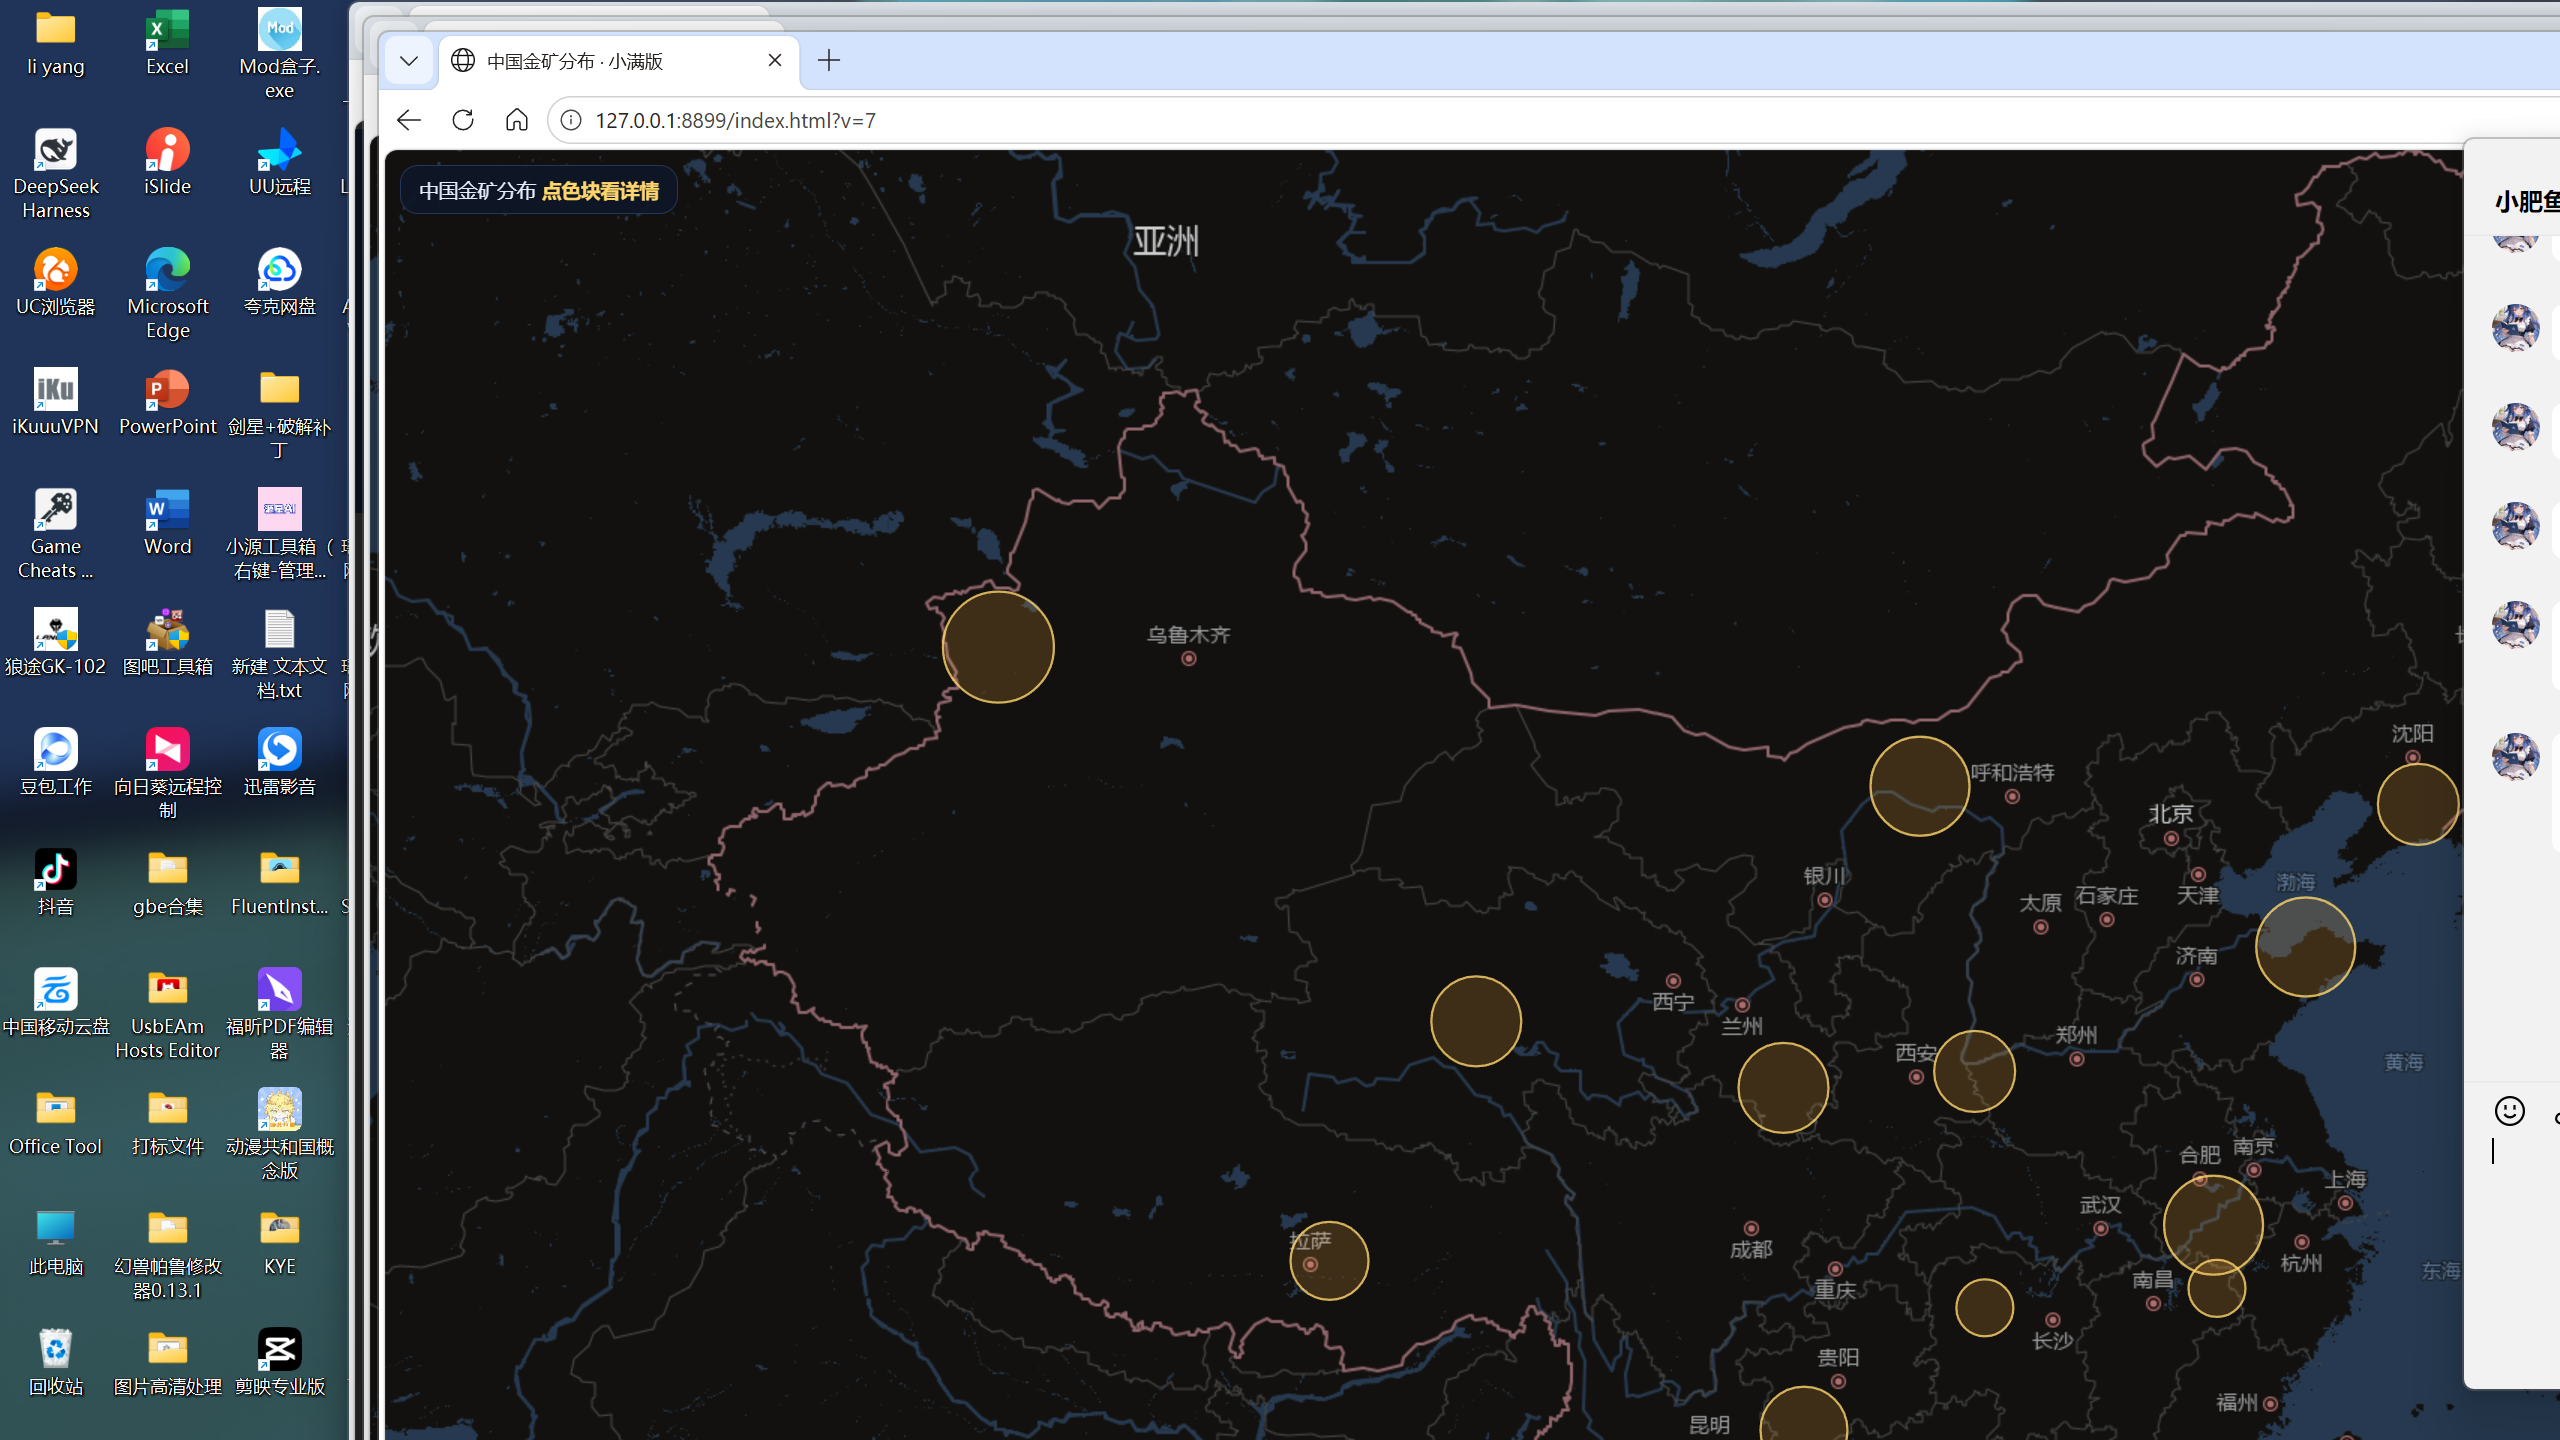 li yang
Excel
Mod盒子.
exe
DeepSeek
Harness
iSlide
UU远程
UC浏览器
Microsoft
Edge
夸克网盘
iKuuuVPN
PowerPoint
剑星+破解补
丁
Game
Cheats ...
Word
小源工具箱（
右键-管理...
狼途GK-102
图吧工具箱
新建 文本文
档.txt
豆包工作
向日葵远程控
制
迅雷影音
抖音
gbe合集
FluentInst...
中国移动云盘
UsbEAm
Hosts Editor
福昕PDF编辑
器
Office Tool
打标文件
动漫共和国概
念版
此电脑
幻兽帕鲁修改
器0.13.1
KYE
回收站
图片高清处理
剪映专业版
中国金矿分布 · 小满版
127.0.0.1:8899/index.html?v=7
中国金矿分布 点色块看详情
亚洲
乌鲁木齐
沈阳
呼和浩特
北京
银川
渤海
太原
石家庄
天津
济南
西宁
兰州
西安
郑州
黄海
合肥
南京
上海
武汉
拉萨
成都
杭州
重庆
南昌
东海
长沙
贵阳
福州
昆明
小肥鱼